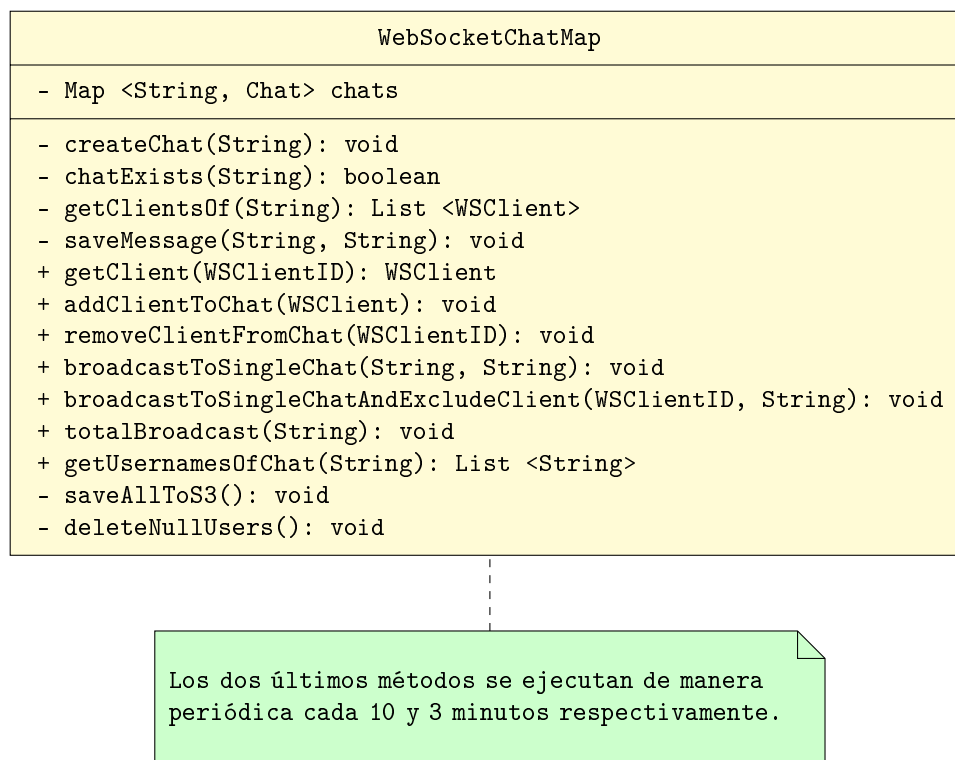 WebSocketChatMap
- Map <String, Chat> chats
- createChat(String): void
- chatExists(String): boolean
- getClientsOf(String): List <WSClient>
- saveMessage(String, String): void
+ getClient(WSClientID): WSClient
+ addClientToChat(WSClient): void
+ removeClientFromChat(WSClientID): void
+ broadcastToSingleChat(String, String): void
+ broadcastToSingleChatAndExcludeClient(WSClientID, String): void
+ totalBroadcast(String): void
+ getUsernamesOfChat(String): List <String>
- saveAllToS3(): void
- deleteNullUsers(): void
Los dos últimos métodos se ejecutan de manera
periódica cada 10 y 3 minutos respectivamente.